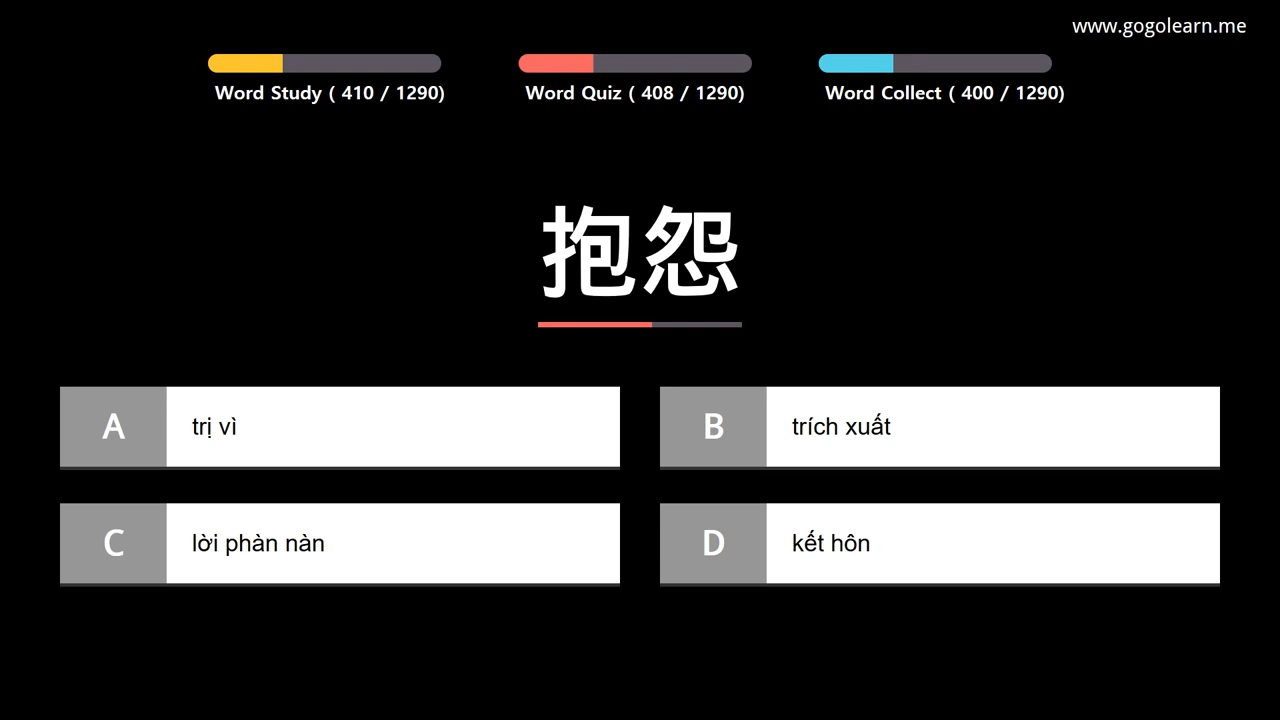 www.gogolearn.me
Word Study ( 410 / 1290)
Word Quiz ( 408 / 1290)
Word Collect ( 400 / 1290)
抱怨
A trị vì
B trích xuất
C lời phàn nàn
D kết hôn